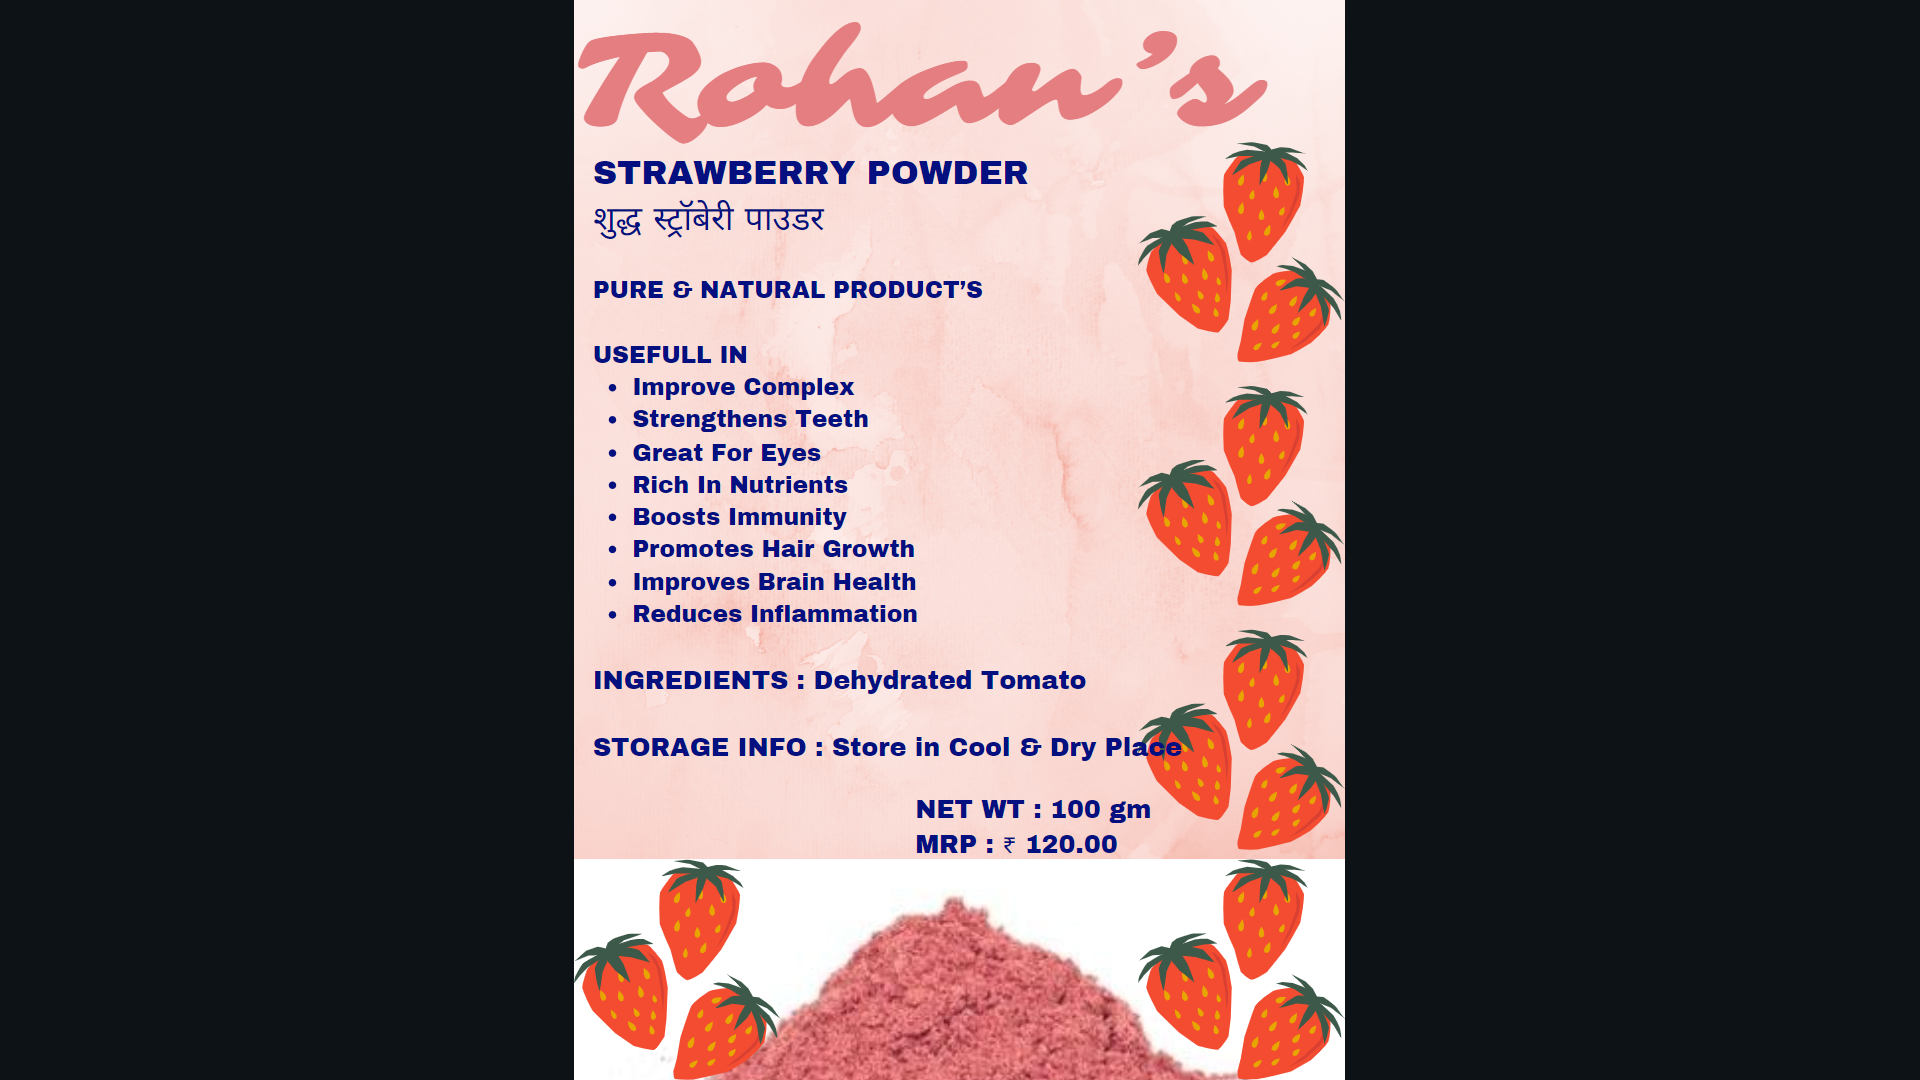 Rohan's
STRAWBERRY POWDER
शुद्ध स्ट्रॉबेरी पाउडर
PURE & NATURAL PRODUCT'S
USEFULL IN
• Improve Complex
• Strengthens Teeth
• Great For Eyes
• Rich In Nutrients
• Boosts Immunity
• Promotes Hair Growth
• Improves Brain Health
• Reduces Inflammation
INGREDIENTS : Dehydrated Tomato
STORAGE INFO : Store in Cool & Dry Place
NET WT : 100 gm
MRP : ₹ 120.00